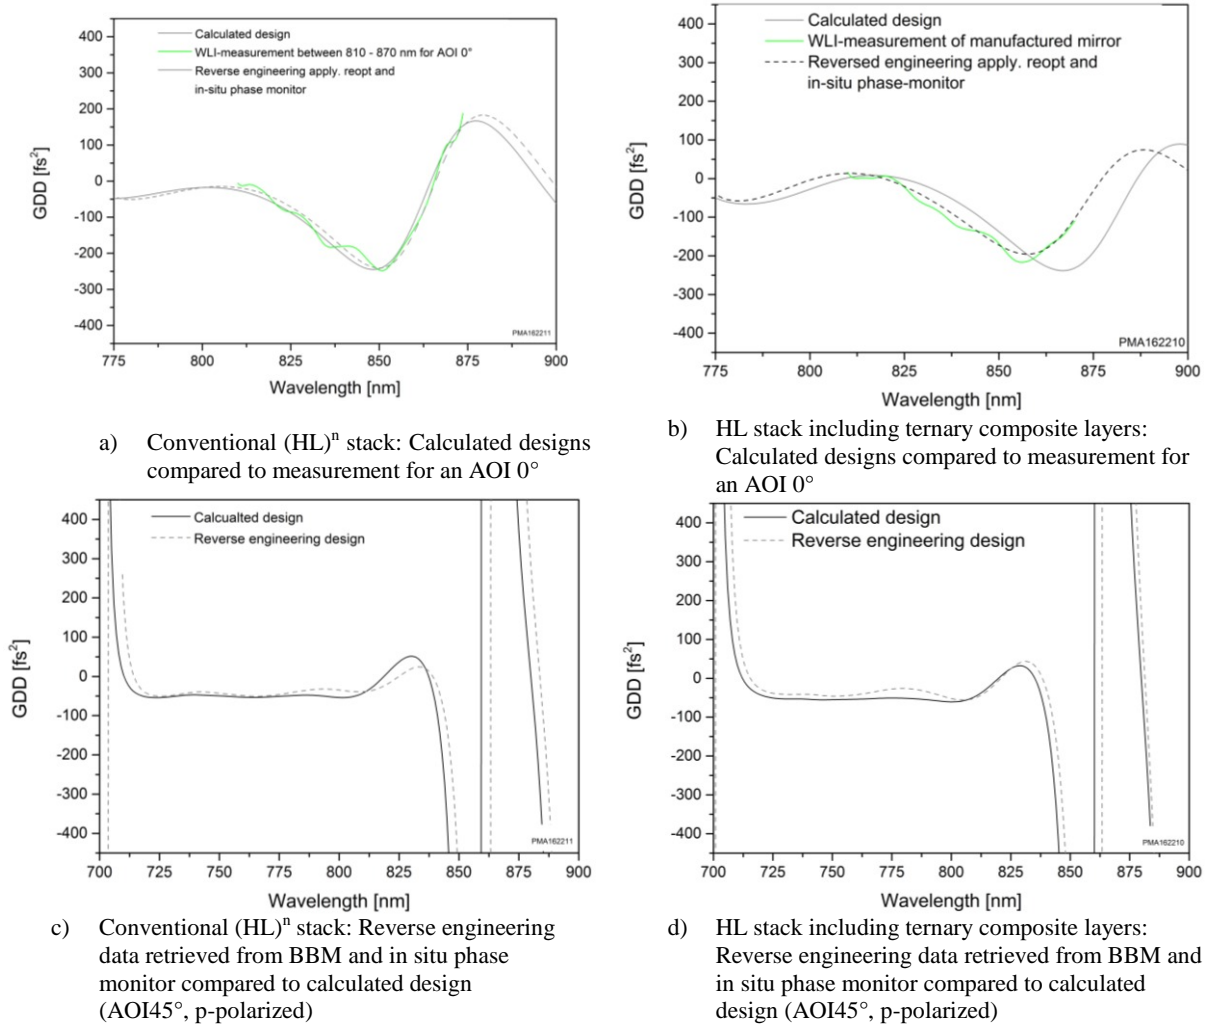 400
300
200
100
0
-100
-200
-300
-400
GDD [fs²]
Calculated design
WLI-measurement between 810 - 870 nm for AOI 0°
Reverse engineering apply. reopt and
in-situ phase monitor
PMA162211
775
800
825
850
875
900
Wavelength [nm]
a) Conventional (HL)ⁿ stack: Calculated designs
compared to measurement for an AOI 0°
400
300
200
100
0
-100
-200
-300
-400
GDD [fs²]
Calculated design
WLI-measurement of manufactured mirror
Reversed engineering apply. reopt and
in-situ phase-monitor
PMA162210
775
800
825
850
875
900
Wavelength [nm]
b) HL stack including ternary composite layers:
Calculated designs compared to measurement for
an AOI 0°
400
300
200
100
0
-100
-200
-300
-400
GDD [fs²]
Calcualted design
Reverse engineering design
PMA162211
700
725
750
775
800
825
850
875
900
Wavelength [nm]
c) Conventional (HL)ⁿ stack: Reverse engineering
data retrieved from BBM and in situ phase
monitor compared to calculated design
(AOI45°, p-polarized)
400
300
200
100
0
-100
-200
-300
-400
GDD [fs²]
Calculated design
Reverse engineering design
PMA162210
700
725
750
775
800
825
850
875
900
Wavelength [nm]
d) HL stack including ternary composite layers:
Reverse engineering data retrieved from BBM and
in situ phase monitor compared to calculated
design (AOI45°, p-polarized)